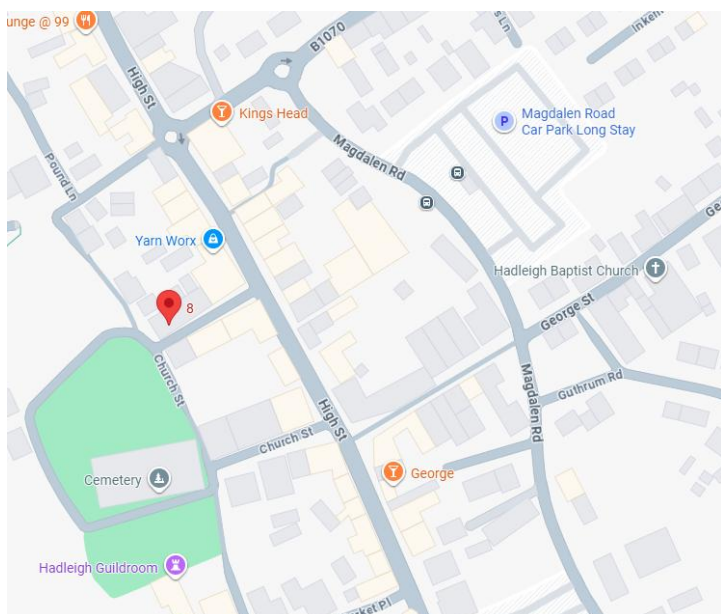 unge @ 99
High St
B1070
Kings Head
Magdalen Road
Car Park Long Stay
Magdalen Rd
Pound Ln
Yarn Worx
Hadleigh Baptist Church
8
George St
Church St
Guthrum Rd
High St
Magdalen Rd
Church St
George
Cemetery
Hadleigh Guildroom
P